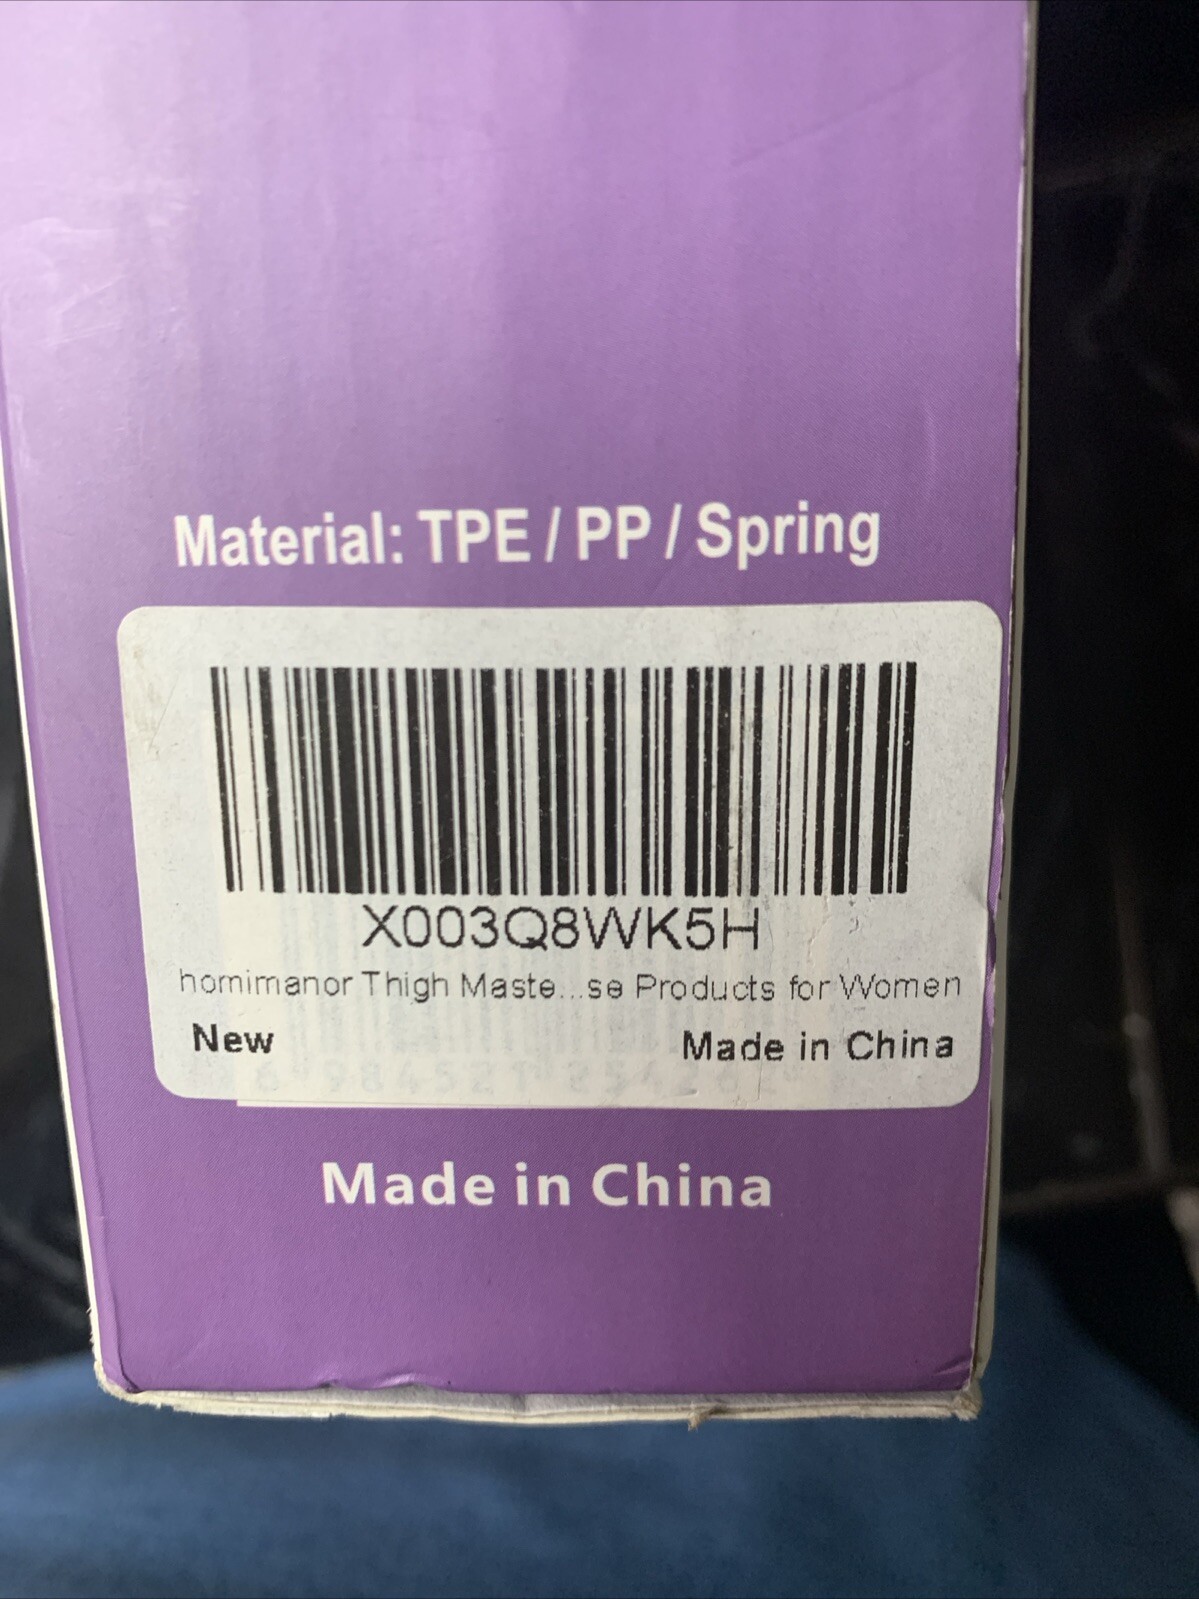 Material: TPE / PP / Spring
X003Q8WK5H
homimanor Thigh Maste...se Products for Women
New Made in China
Made in China